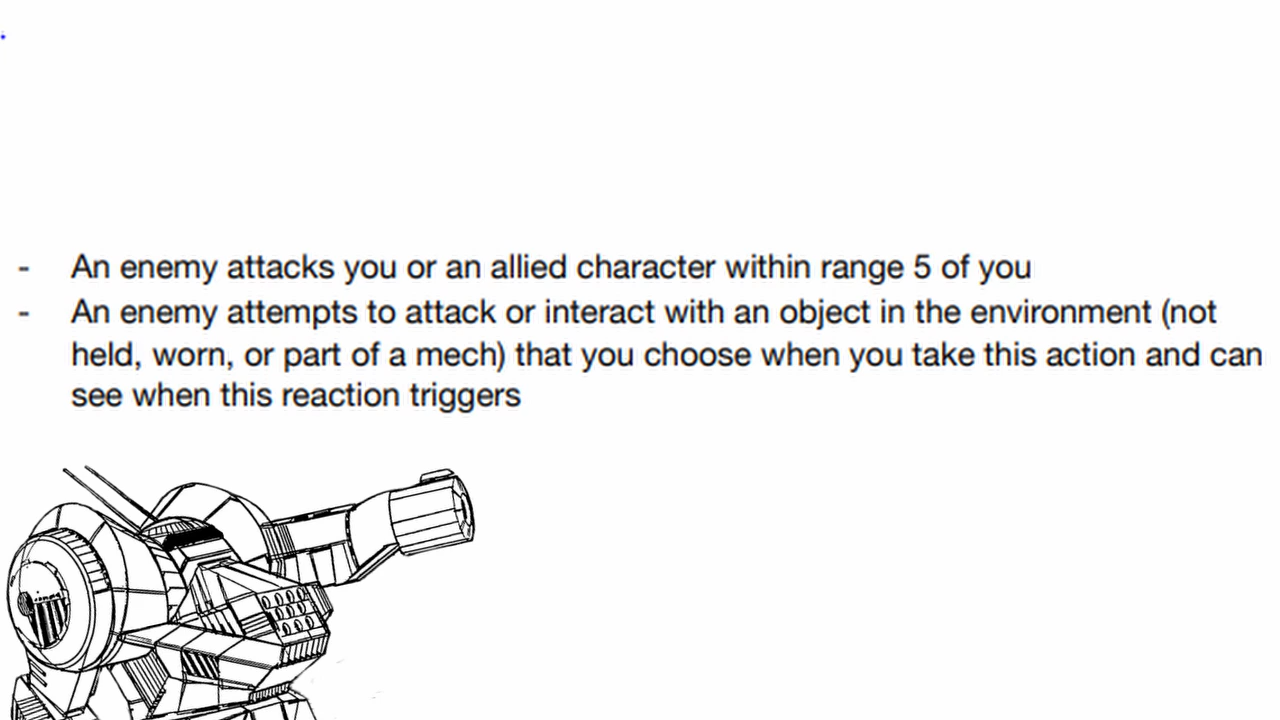 - An enemy attacks you or an allied character within range 5 of you
- An enemy attempts to attack or interact with an object in the environment (not
held, worn, or part of a mech) that you choose when you take this action and can
see when this reaction triggers